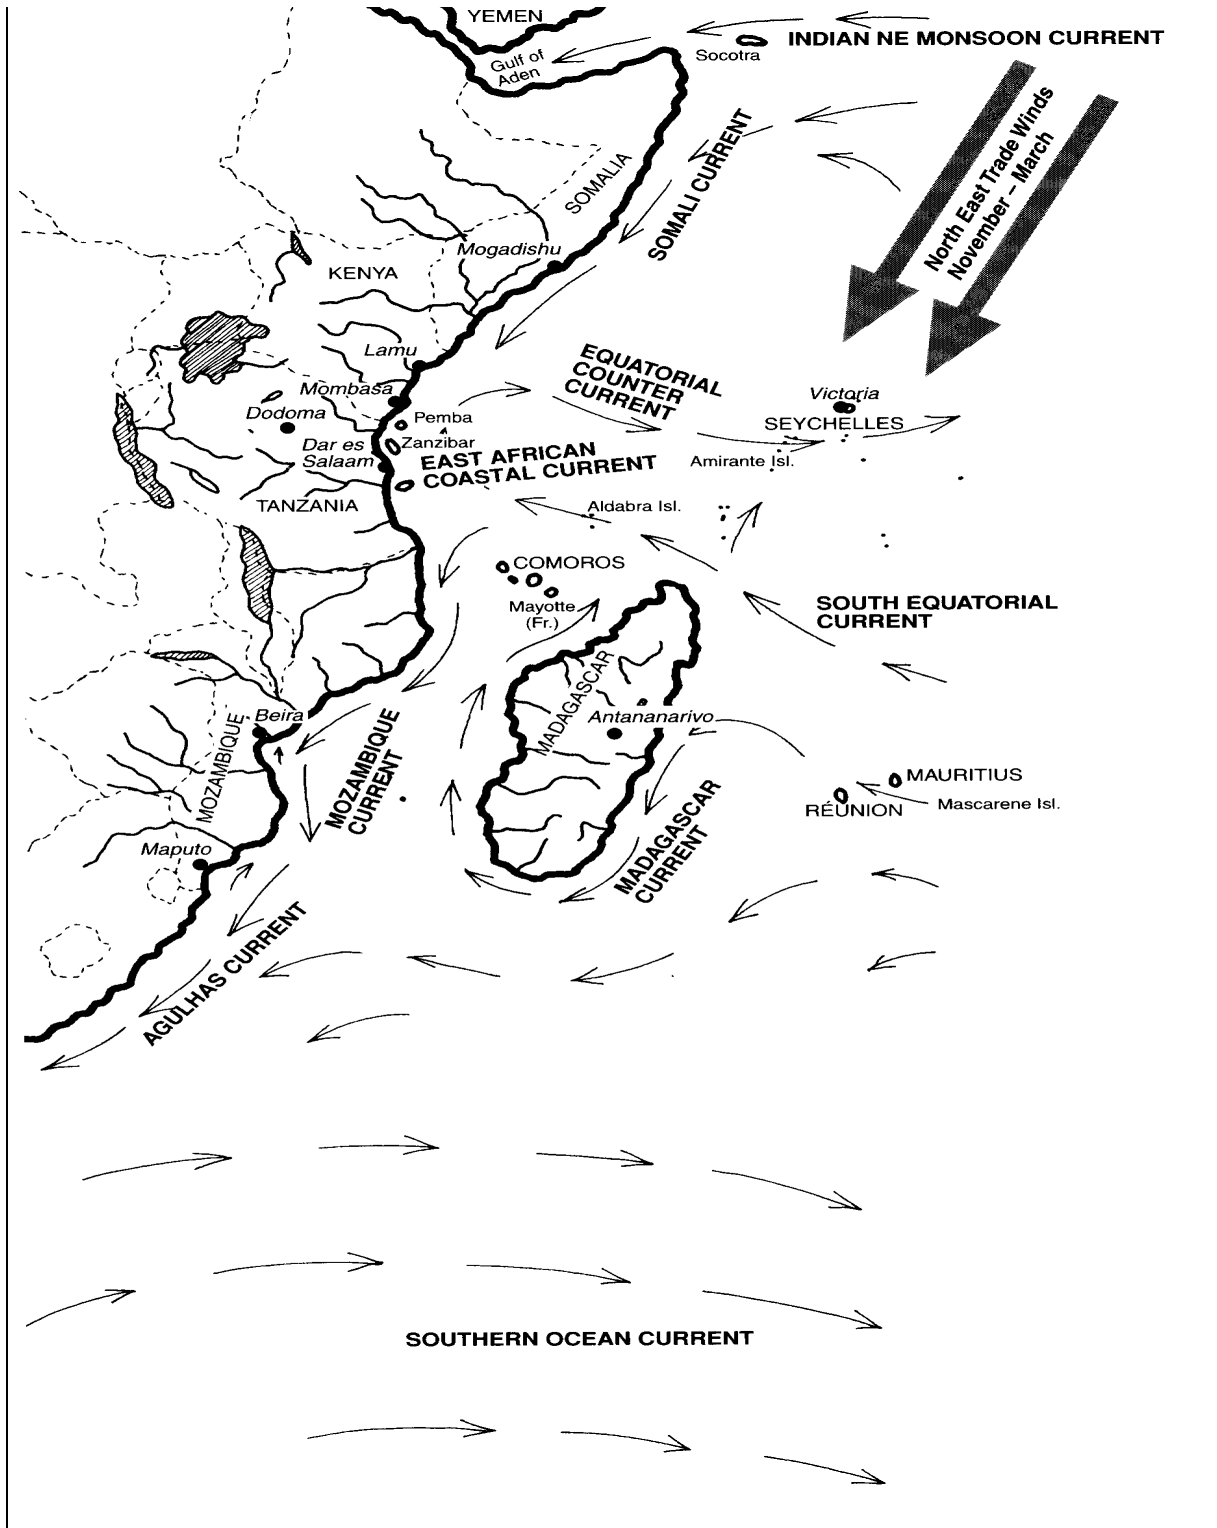 YEMEN
INDIAN NE MONSOON CURRENT
Socotra
Gulf of
Aden
North East Trade Winds
November – March
SOMALI CURRENT
SOMALIA
Mogadishu
KENYA
Lamu
EQUATORIAL
COUNTER
CURRENT
Mombasa
Victoria
SEYCHELLES
Dodoma
Pemba
Zanzibar
Dar es
Salaam
EAST AFRICAN
COASTAL CURRENT
Amirante Isl.
TANZANIA
Aldabra Isl.
COMOROS
Mayotte
(Fr.)
SOUTH EQUATORIAL
CURRENT
MADAGASCAR
Antananarivo
Beira
MOZAMBIQUE
MOZAMBIQUE
CURRENT
MAURITIUS
RÉUNION
Mascarene Isl.
MADAGASCAR
CURRENT
Maputo
AGULHAS CURRENT
SOUTHERN OCEAN CURRENT